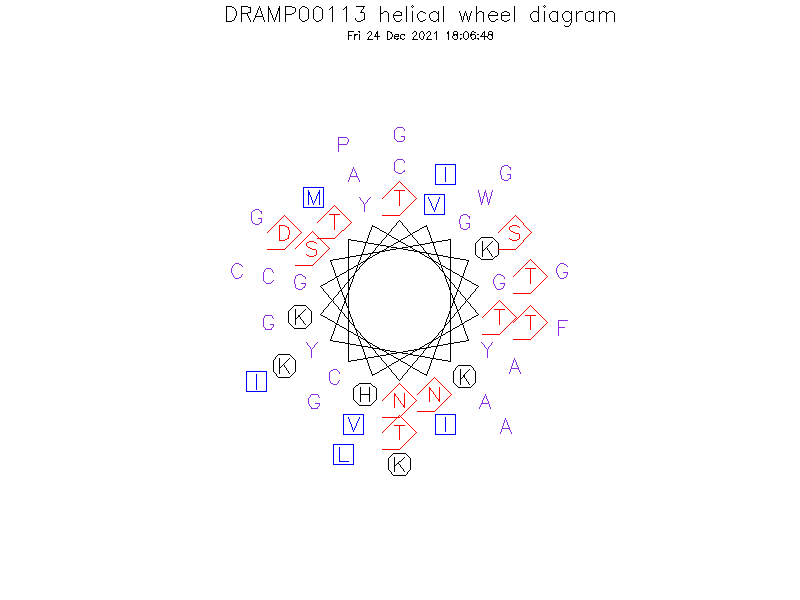 DRAMP00113 helical wheel diagram
Fri 24 Dec 2021 18:06:48
G
P
C
A I G
M Y T V W
G T G S
D S K
C C G G T G
G K T T F
Y Y
K C K A
I
G H N N A
V T I A
L K